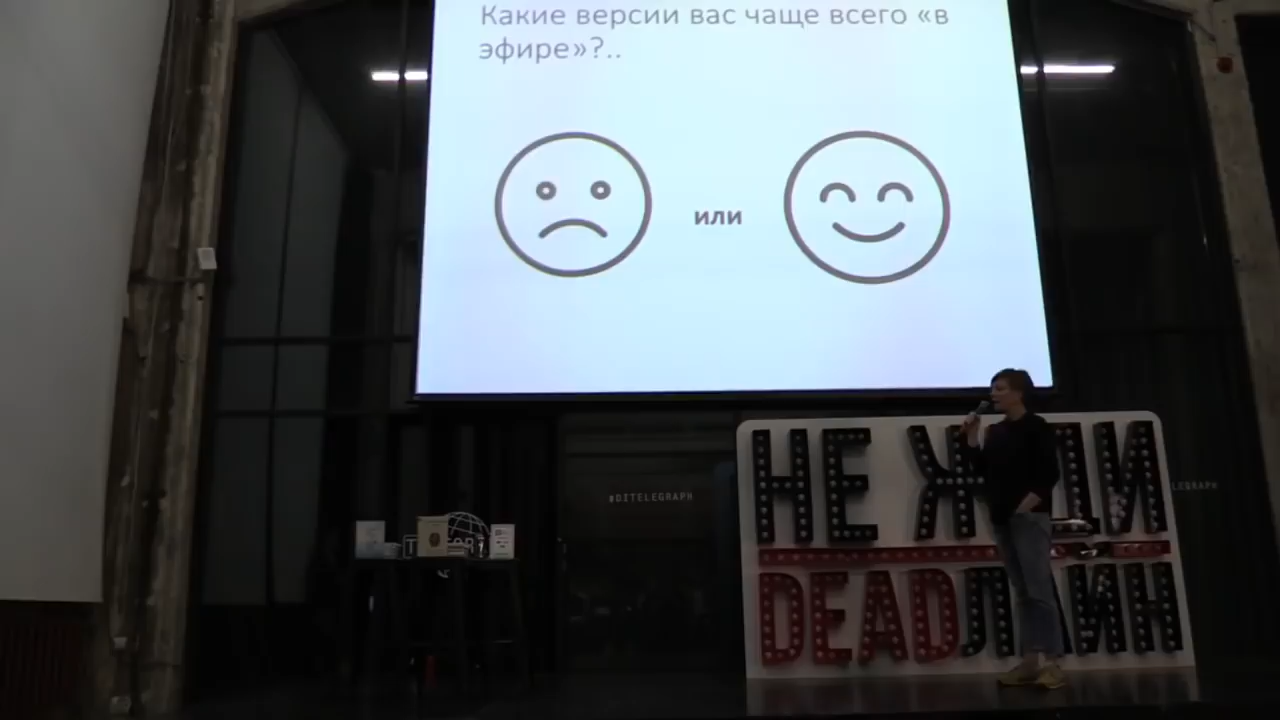 Какие версии вас чаще всего «в
эфире»?..
или
#DITELEGRAPH
НЕ ЖДИ
DEADЛАЙН